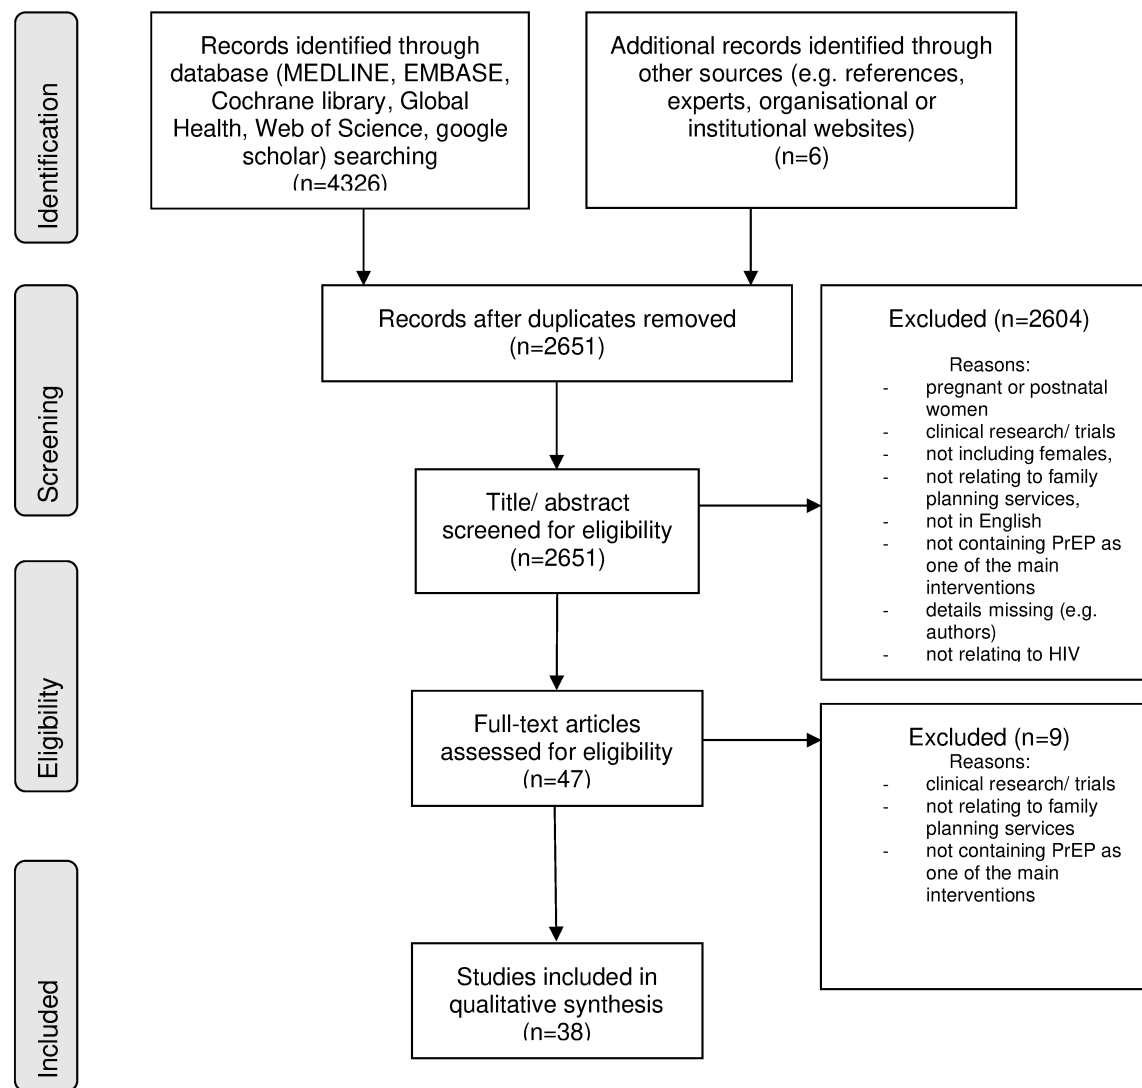 Identification
Records identified through
database (MEDLINE, EMBASE,
Cochrane library, Global
Health, Web of Science, google
scholar) searching
(n=4326)
Additional records identified through
other sources (e.g. references,
experts, organisational or
institutional websites)
(n=6)
Screening
Records after duplicates removed
(n=2651)
Title/ abstract
screened for eligibility
(n=2651)
Excluded (n=2604)
Reasons:
- pregnant or postnatal
women
- clinical research/ trials
- not including females,
- not relating to family
planning services,
- not in English
- not containing PrEP as
one of the main
interventions
- details missing (e.g.
authors)
- not relating to HIV
Eligibility
Full-text articles
assessed for eligibility
(n=47)
Excluded (n=9)
Reasons:
- clinical research/ trials
- not relating to family
planning services
- not containing PrEP as
one of the main
interventions
Included
Studies included in
qualitative synthesis
(n=38)